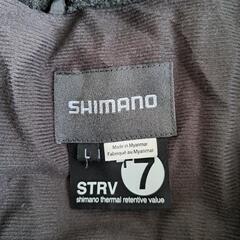 SHIMANO
L
Made in Myanmar
Fabriqué au Myanmar
7
STRV
shimano thermal retentive value